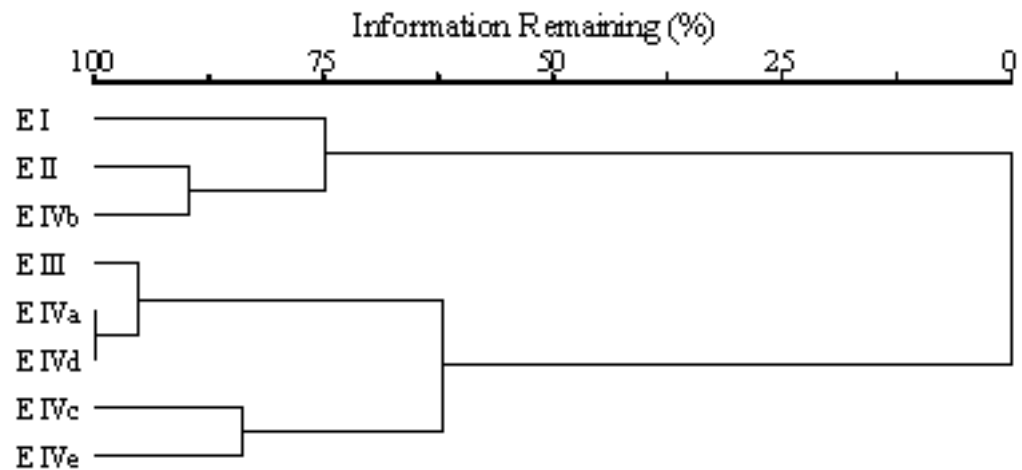 Information Remaining (%)
100 75 50 25 0
E I
E II
E IVb
E III
E IVa
E IVd
E IVc
E IVe